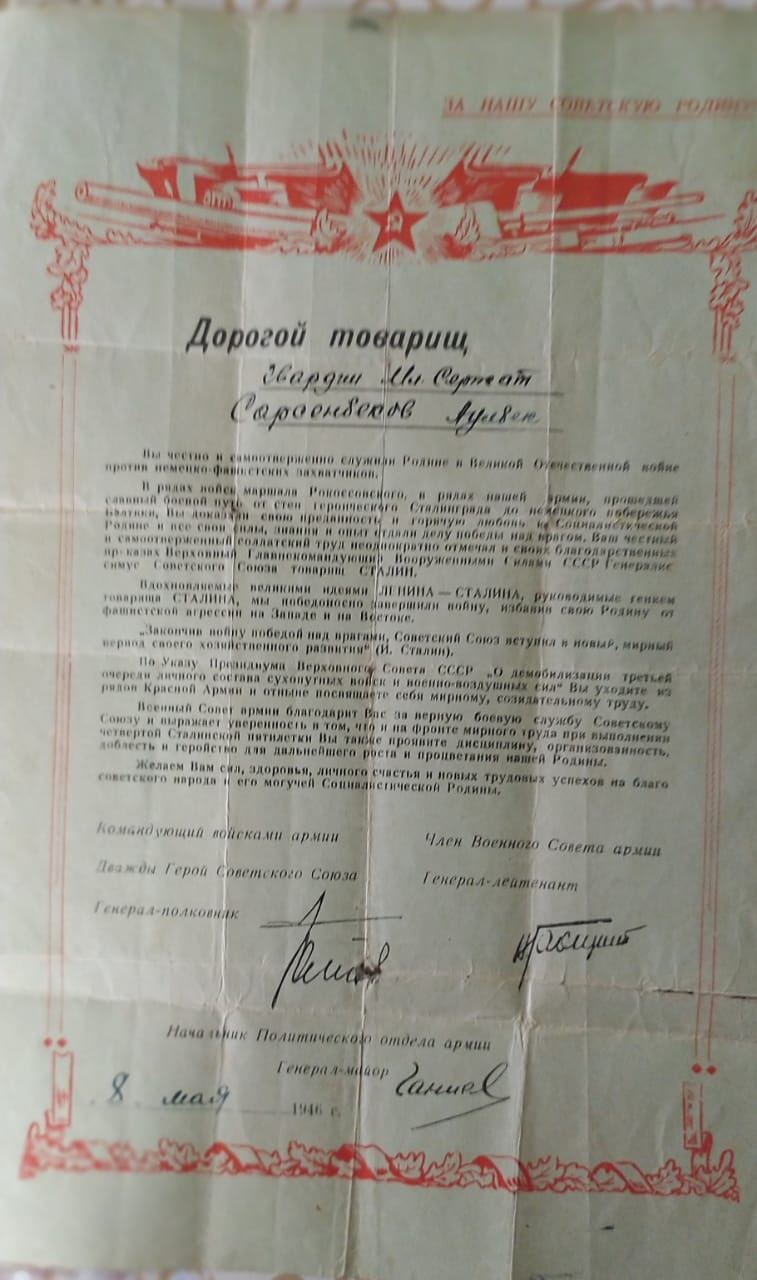 ЗА НАШУ СОВЕТСКУЮ РОДИНУ!
Дорогой товарищ
Гвардии Мл. Сержант
Сарсенбеков
Вы честно и самоотверженно служили Родине в Великой Отечественной войне
против немецко-фашистских захватчиков.
В рядах войск маршала Рокоссовского, в рядах нашей армии, прошедшей
славный боевой путь от стен героического Сталинграда до немецкого побережья
Балтики, Вы доказали свою преданность и горячую любовь к Социалистической
Родине и все свои силы, знания и опыт отдали делу победы над врагом. Ваш честный
и самоотверженный солдатский труд неоднократно отмечал в своих благодарственных
приказах Верховный Главнокомандующий Вооруженными Силами СССР Генералис
симус Советского Союза товарищ СТАЛИН.
Вдохновляемые великими идеями ЛЕНИНА — СТАЛИНА, руководимые гением
товарища СТАЛИНА, мы победоносно завершили войну, избавив свою Родину от
фашистской агрессии на Западе и на Востоке.
„Закончив войну победой над врагами, Советский Союз вступил в новый, мирный
период своего хозяйственного развития“ (И. Сталин).
По Указу Президиума Верховного Совета СССР „О демобилизации третьей
очереди личного состава сухопутных войск и военно-воздушных сил“ Вы уходите из
рядов Красной Армии и отныне посвящаете себя мирному, созидательному труду.
Военный Совет армии благодарит Вас за верную боевую службу Советскому
Союзу и выражает уверенность в том, что и на фронте мирного труда при выполнении
четвертой Сталинской пятилетки Вы также проявите дисциплину, организованность,
доблесть и геройство для дальнейшего роста и процветания нашей Родины.
Желаем Вам сил, здоровья, личного счастья и новых трудовых успехов на благо
советского народа и его могучей Социалистической Родины.
Командующий войсками армии
Дважды Герой Советского Союза
Генерал-полковник
Член Военного Совета армии
Генерал-лейтенант
Начальник Политического отдела армии
Генерал-майор
8 мая 1946 г.